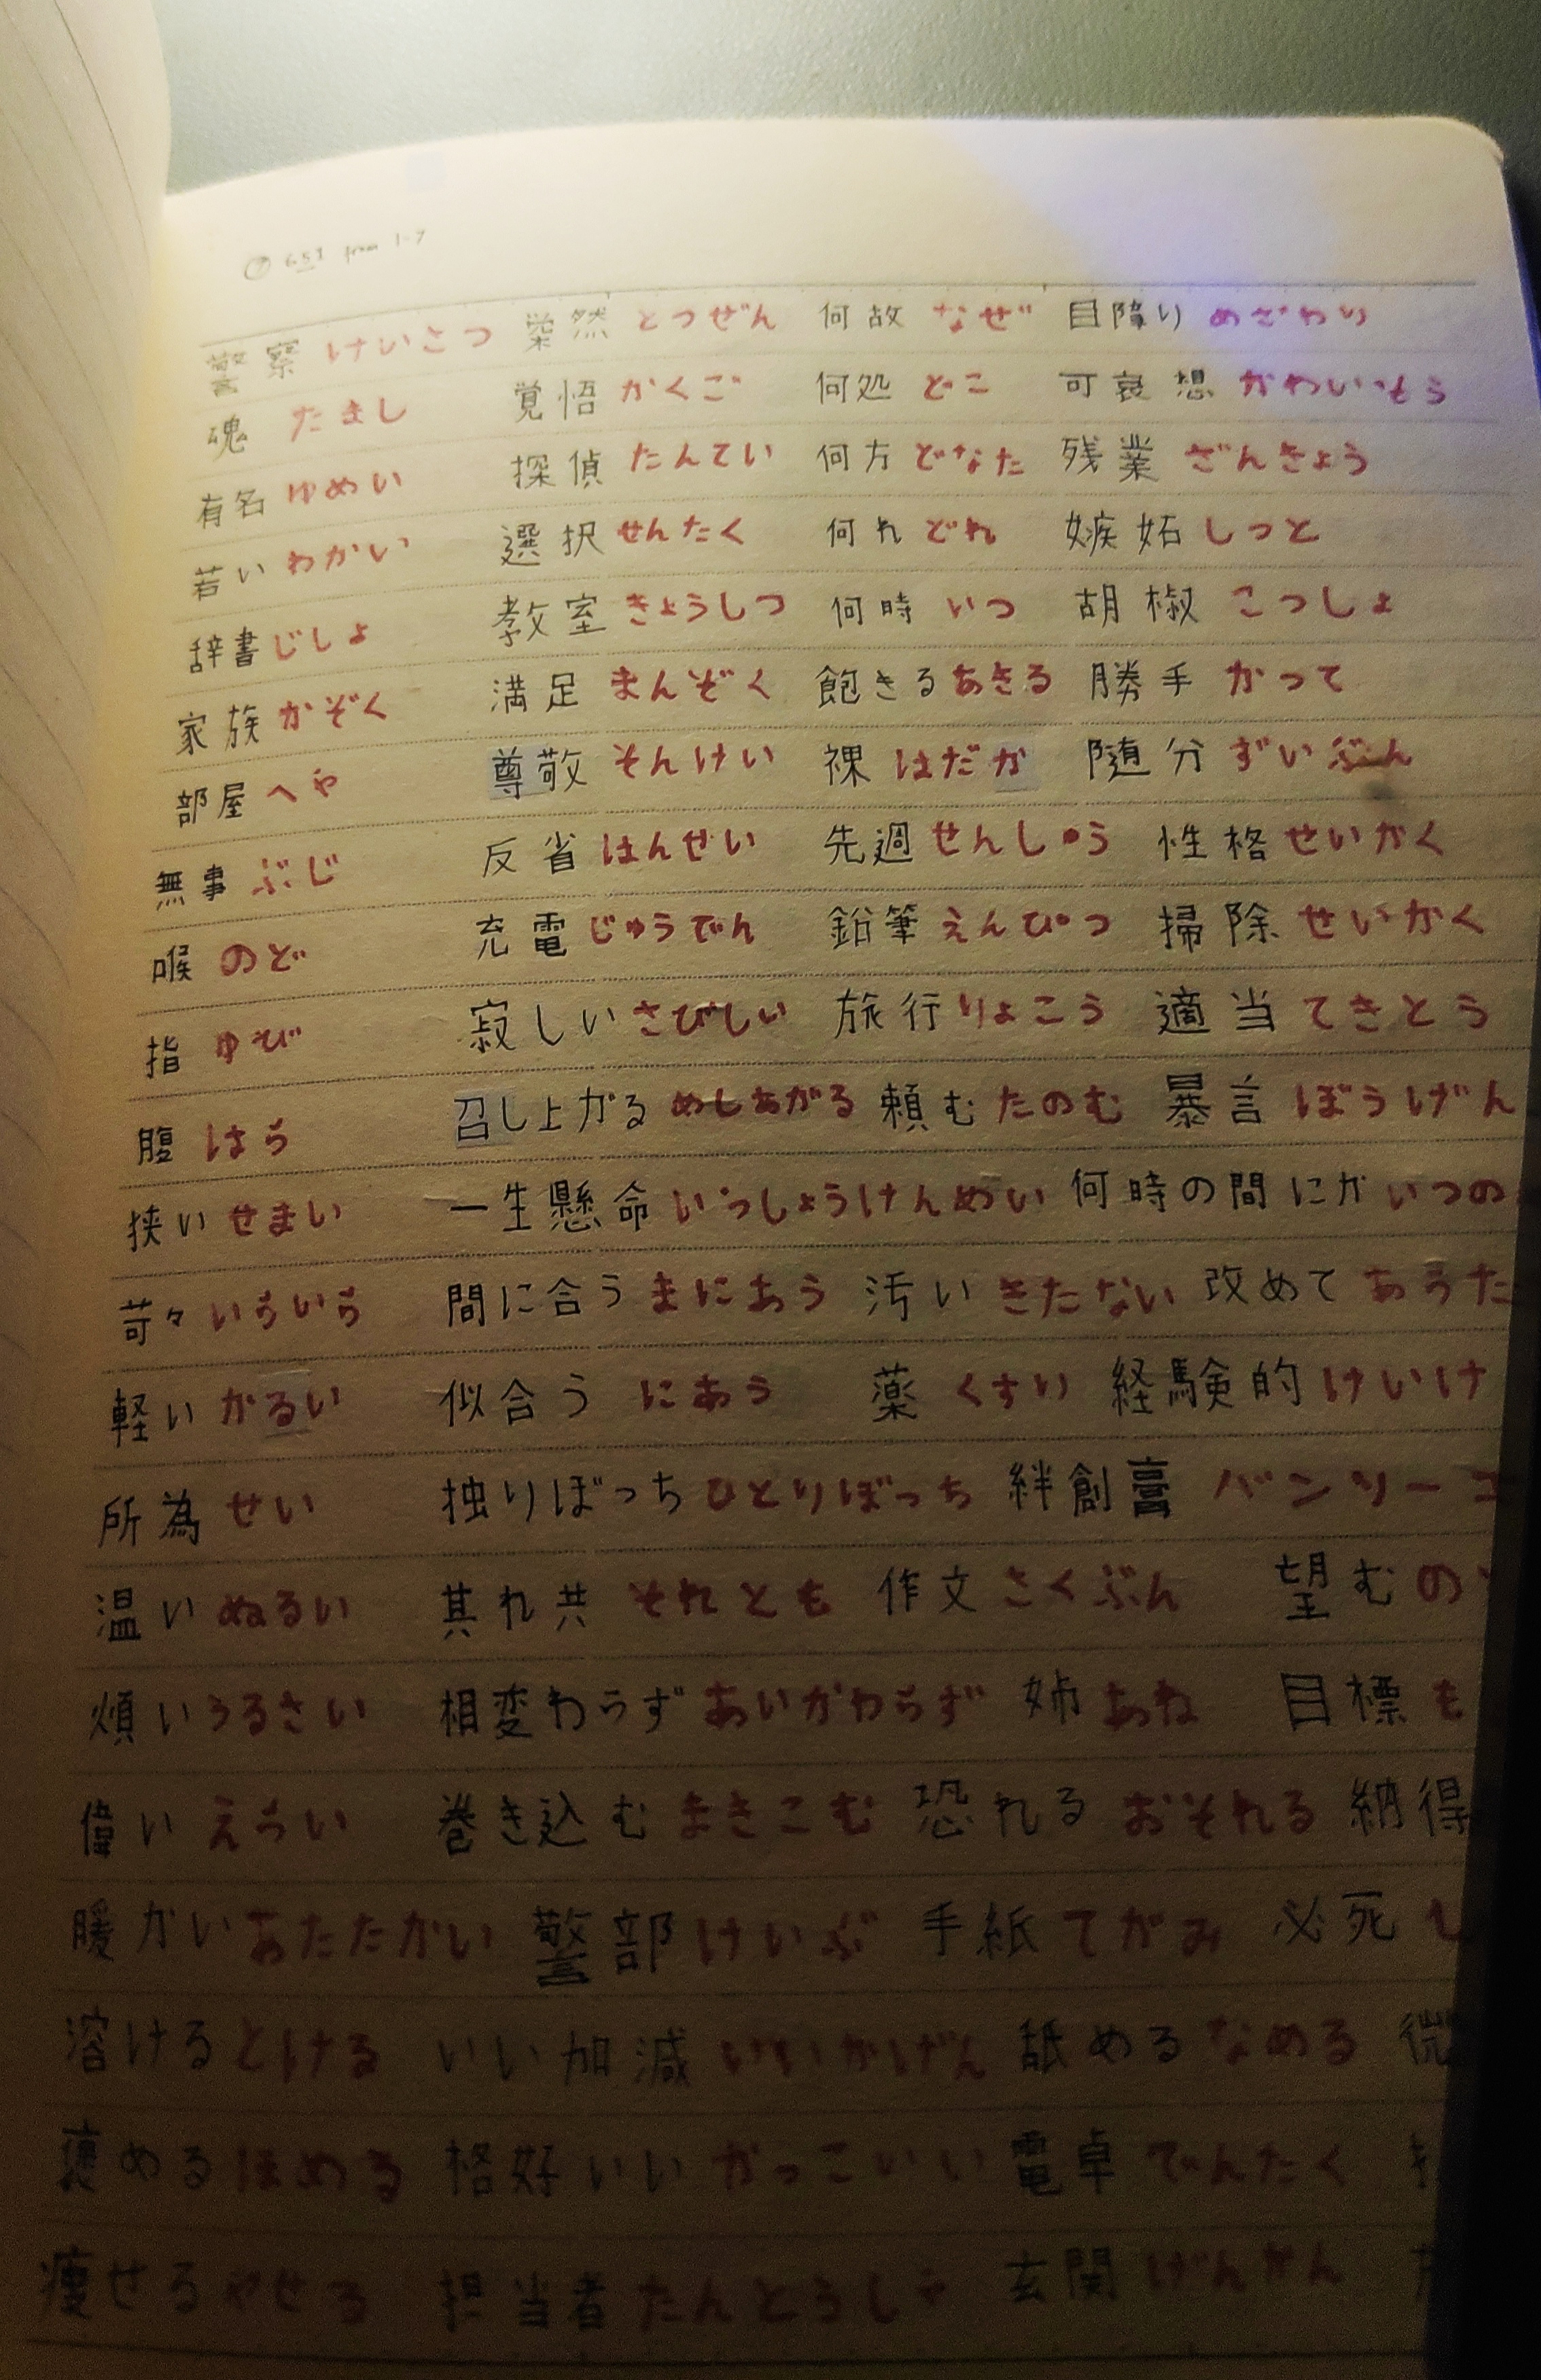 ⑦ 651 from 1-7
警察 けいさつ 突然 とつぜん 何故 なぜ 目障り めざわり
魂 たまし 覚悟 かくご 何処 どこ 可哀想 かわいもう
有名 ゆめい 探偵 たんてい 何方 どなた 残業 ざんきょう
若い わかい 選択 せんたく 何れ どれ 嫉妬 しっと
辞書 じしょ 教室 きょうしつ 何時 いつ 胡椒 こっしょ
家族 かぞく 満足 まんぞく 飽きる あきる 勝手 かって
部屋 へや 尊敬 そんけい 裸 はだか 随分 ずいぶん
無事 ぶじ 反省 はんせい 先週 せんしゅう 性格 せいかく
喉 のど 充電 じゅうでん 鉛筆 えんぴつ 掃除 せいかく
指 ゆび 寂しい さびしい 旅行 りょこう 適当 てきとう
腹 はら 召し上がる めしあがる 頼む たのむ 暴言 ぼうげん
狭い せまい 一生懸命 いっしょうけんめい 何時の間にか いつの
苛々 いらいら 間に合う まにあう 汚い きたない 改めて あらた
軽い かるい 似合う にあう 薬 くすり 経験的 けいけ
所為 せい 独りぼっち ひとりぼっち 絆創膏 バンソーコ
温い ぬるい 其れ共 それとも 作文 さくぶん 望む の
煩い うるさい 相変わらず あいかわらず 姉 あね 目標 も
偉い えらい 巻き込む まきこむ 恐れる おそれる 納得
暖かい あたたかい 警部 けいぶ 手紙 てがみ 必死 し
溶ける とける いい加減 いいかげん 舐める なめる
褒める ほめる 格好いい かっこいい 電卓 でんたく
痩せる やせる 担当者 たんとうしゃ 玄関 げんかん